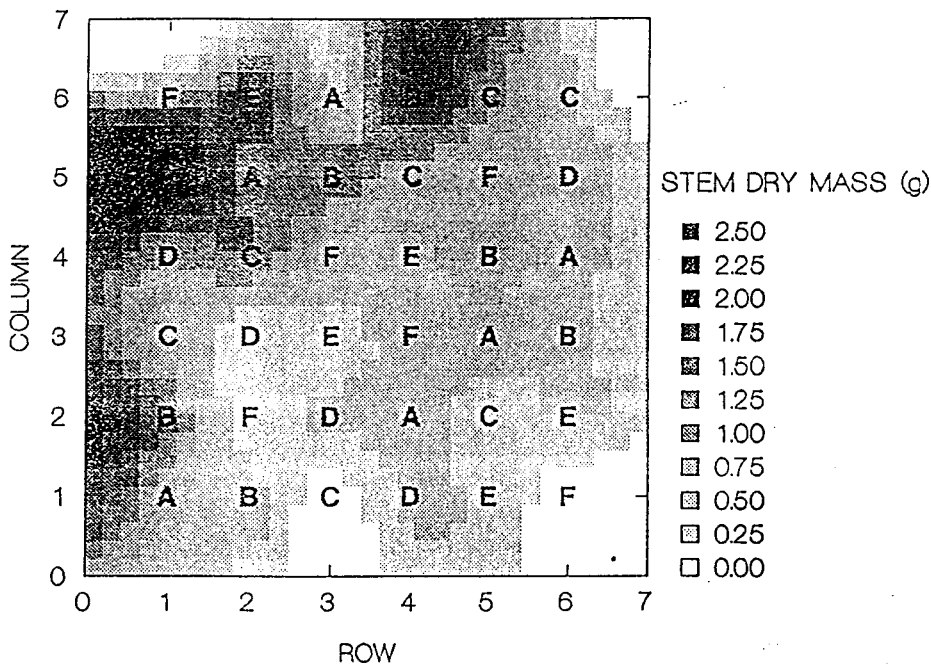 7
6 F E A C C
5 A B C F D
4 D C F E B A
3 C D E F A B
2 B F D A C E
1 A B C D E F
0
0 1 2 3 4 5 6 7
COLUMN
ROW
STEM DRY MASS (g)
2.50
2.25
2.00
1.75
1.50
1.25
1.00
0.75
0.50
0.25
0.00